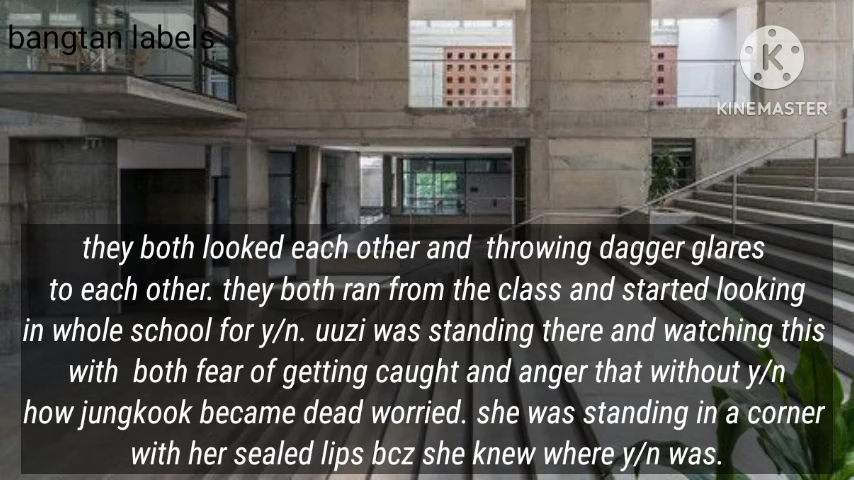 bangtan labels
K
KINEMASTER
they both looked each other and  throwing dagger glares
to each other. they both ran from the class and started looking
in whole school for y/n. uuzi was standing there and watching this
with  both fear of getting caught and anger that without y/n
how jungkook became dead worried. she was standing in a corner
with her sealed lips bcz she knew where y/n was.